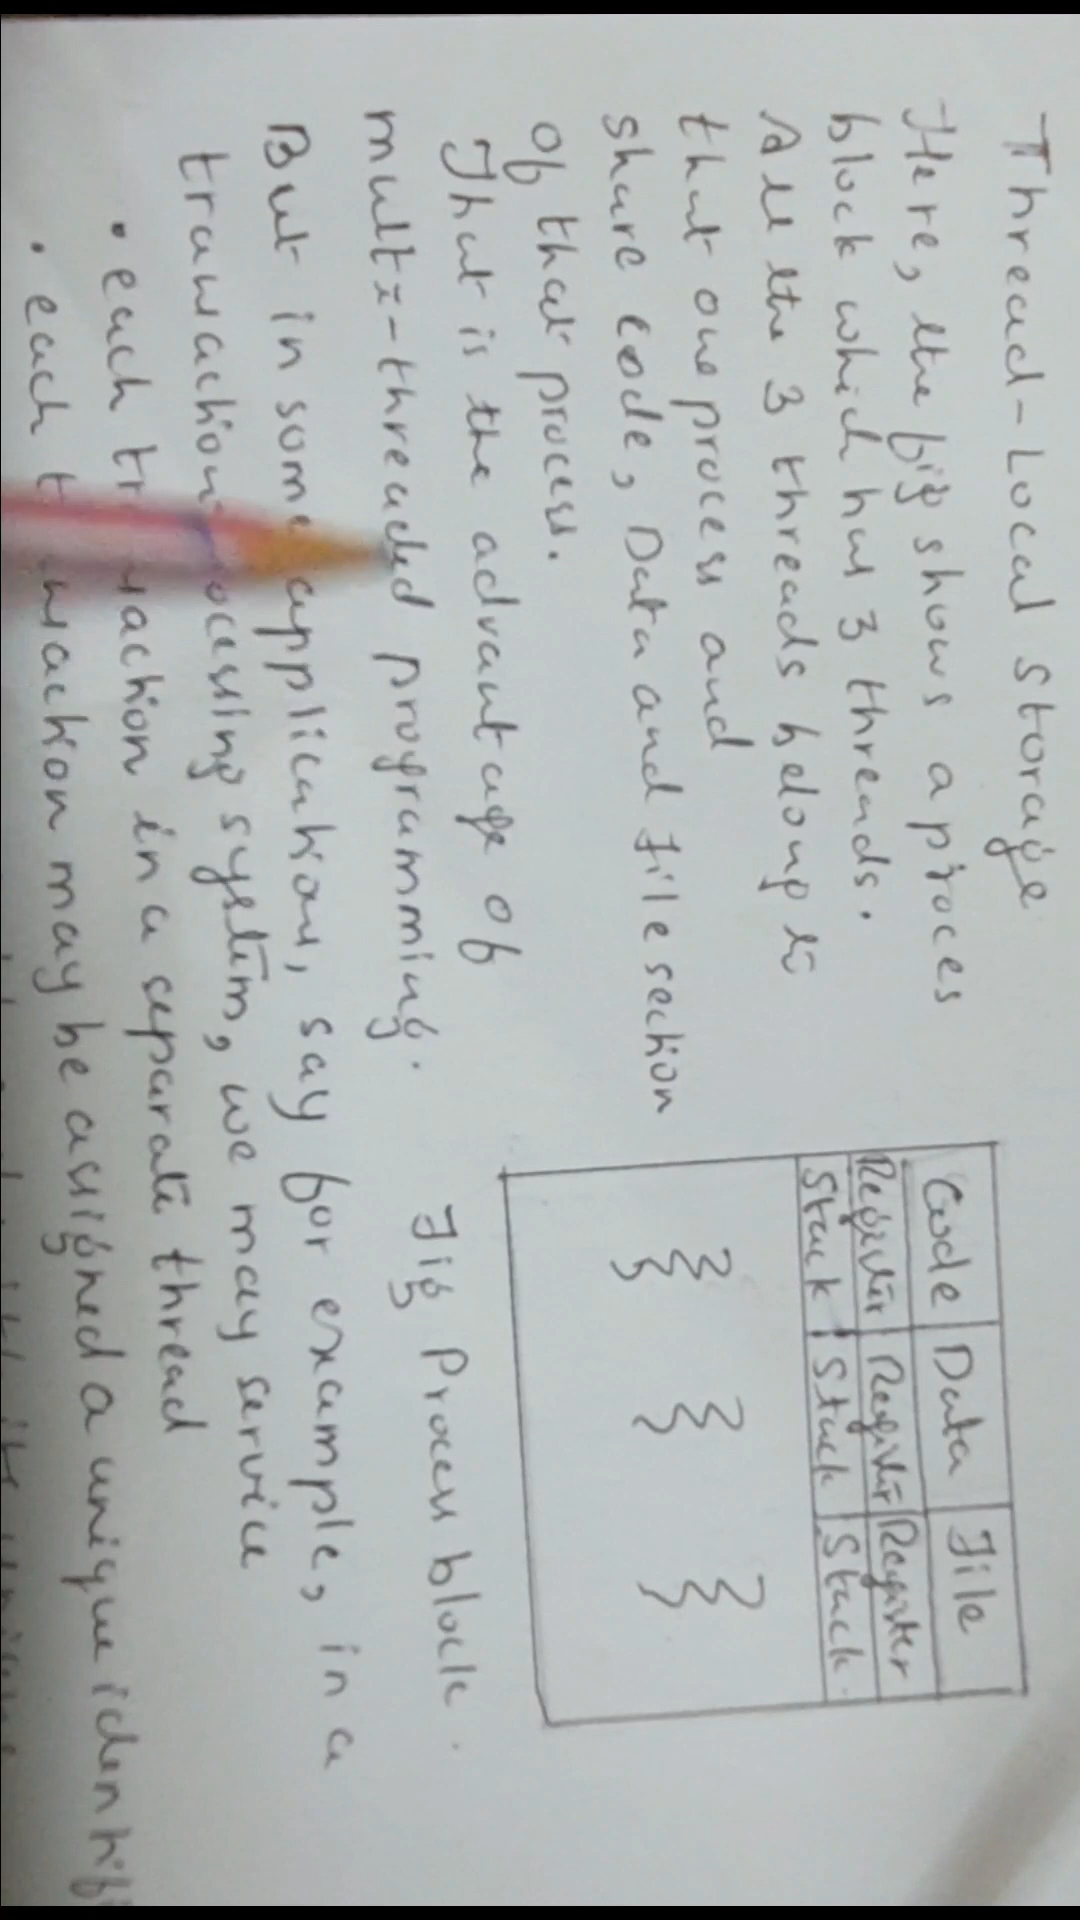 Thread-Local Storage
Here, the fig shows a proces
block which has 3 threads.
All the 3 threads belong to
that one process and
share code, Data and File section
of that process.
That is the advantage of
multi-threaded programming.
Code Data File
Register Register Register
Stack Stack Stack
Fig Process block.
But in some applications, say for example, in a
transaction processing system, we may service
• each transaction in a separate thread
• each transaction may be assigned a unique